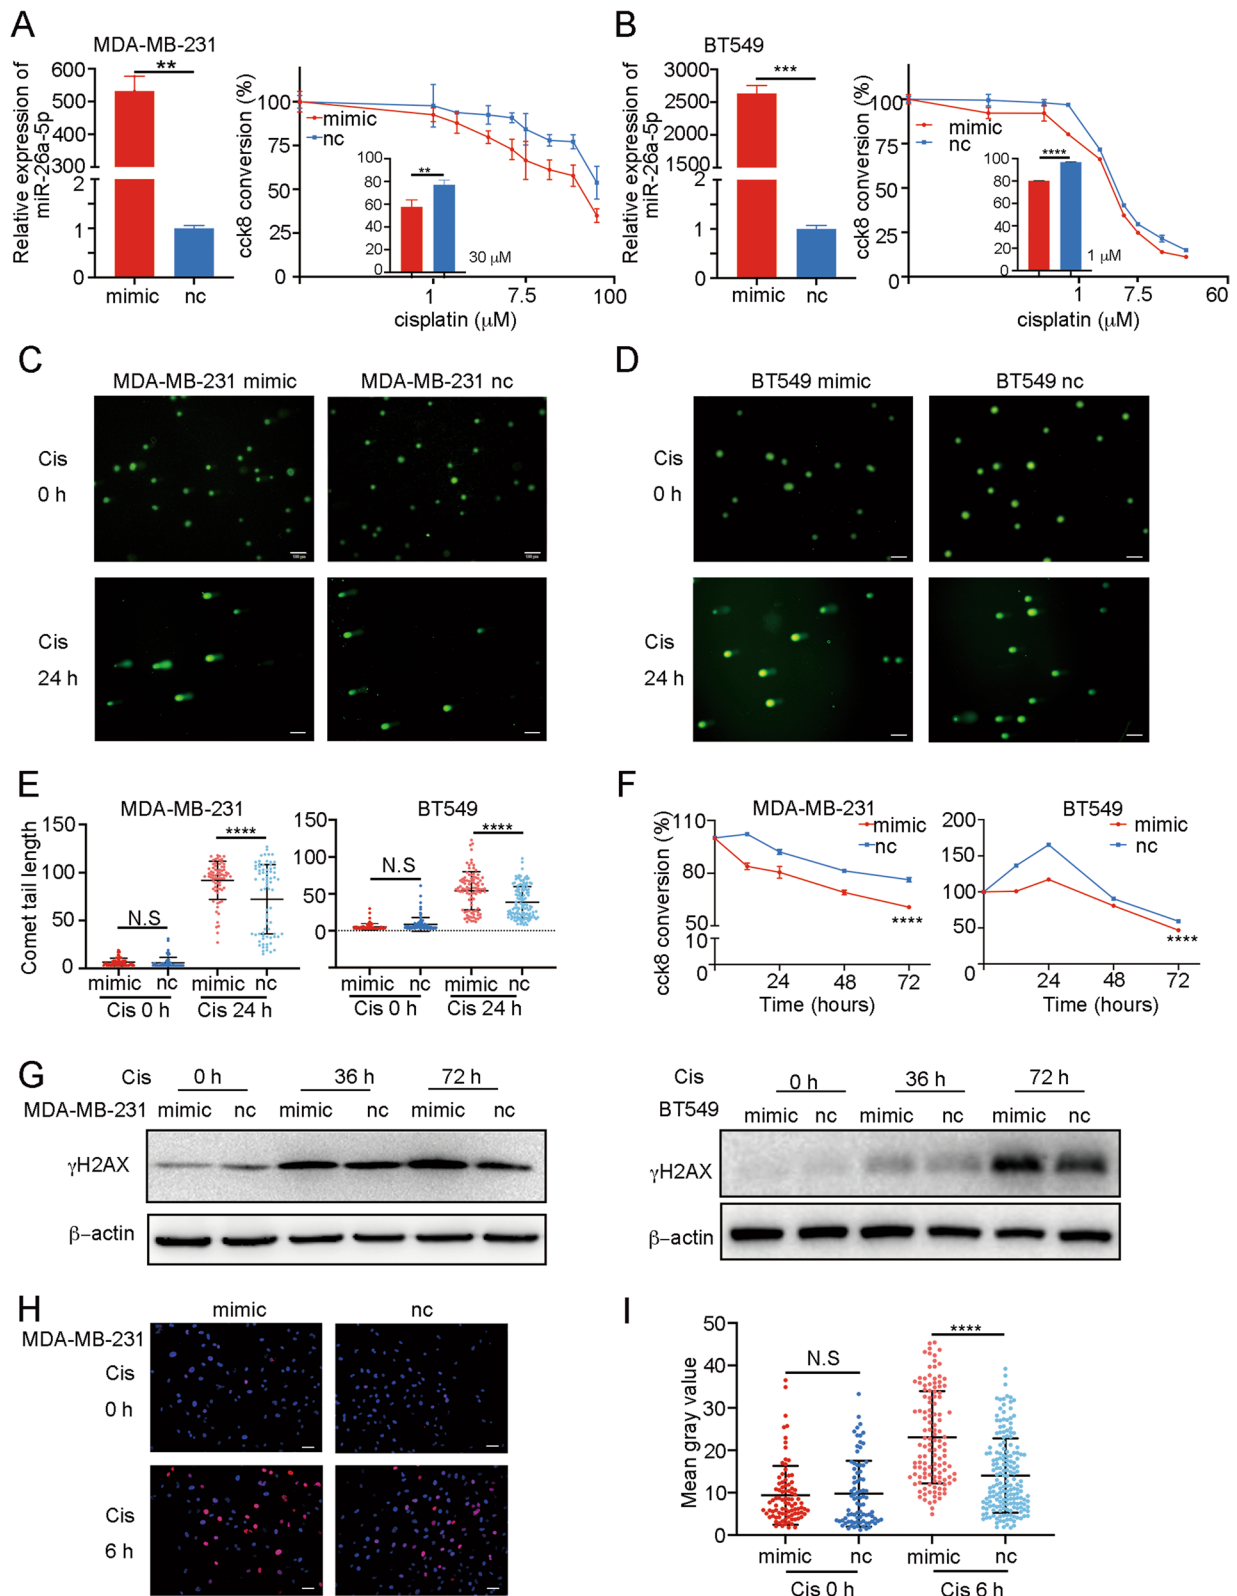 A
MDA-MB-231
Relative expression of
miR-26a-5p
600
500
400
300
2
1
0
**
mimic
nc
cck8 conversion (%)
100
75
50
25
0
mimic
nc
100
80
60
40
20
0
**
30 μM
1
7.5
100
cisplatin (μM)
B
BT549
Relative expression of
miR-26a-5p
3000
2500
2000
1500
2
1
0
***
mimic
nc
cck8 conversion (%)
100
75
50
25
0
mimic
nc
100
80
60
40
20
0
****
1 μM
1
7.5
60
cisplatin (μM)
C
MDA-MB-231 mimic
MDA-MB-231 nc
Cis
0 h
Cis
24 h
D
BT549 mimic
BT549 nc
Cis
0 h
Cis
24 h
E
MDA-MB-231
Comet tail length
150
100
50
0
N.S
****
mimic nc mimic nc
Cis 0 h Cis 24 h
BT549
150
100
50
0
N.S
****
mimic nc mimic nc
Cis 0 h Cis 24 h
F
MDA-MB-231
cck8 conversion (%)
110
80
50
10
0
mimic
nc
****
24 48 72
Time (hours)
BT549
200
150
100
50
0
mimic
nc
****
24 48 72
Time (hours)
G
Cis 0 h 36 h 72 h
MDA-MB-231 mimic nc mimic nc mimic nc
γH2AX
β–actin
Cis 0 h 36 h 72 h
BT549 mimic nc mimic nc mimic nc
γH2AX
β–actin
H
mimic nc
MDA-MB-231
Cis
0 h
Cis
6 h
I
Mean gray value
50
40
30
20
10
0
N.S
****
mimic nc mimic nc
Cis 0 h Cis 6 h